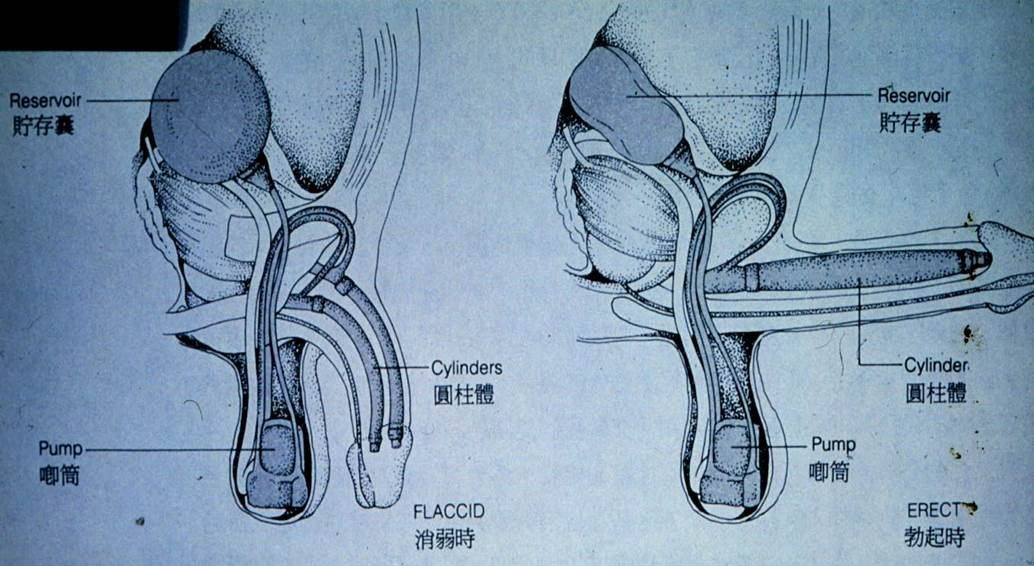 Reservoir
貯存囊
Cylinders
圓柱體
Pump
唧筒
FLACCID
消弱時
Reservoir
貯存囊
Cylinder
圓柱體
Pump
唧筒
ERECT
勃起時